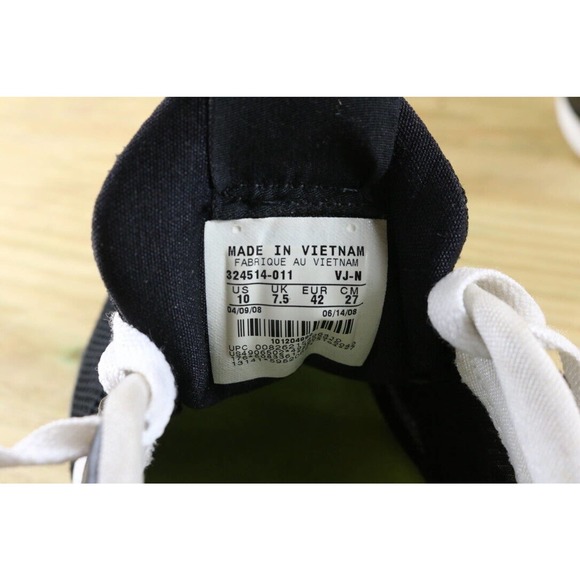 MADE IN VIETNAM
FABRIQUE AU VIETNAM
324514-011 VJ-N
US UK EUR CM
10 7.5 42 27
04/09/08 06/14/08
UPC